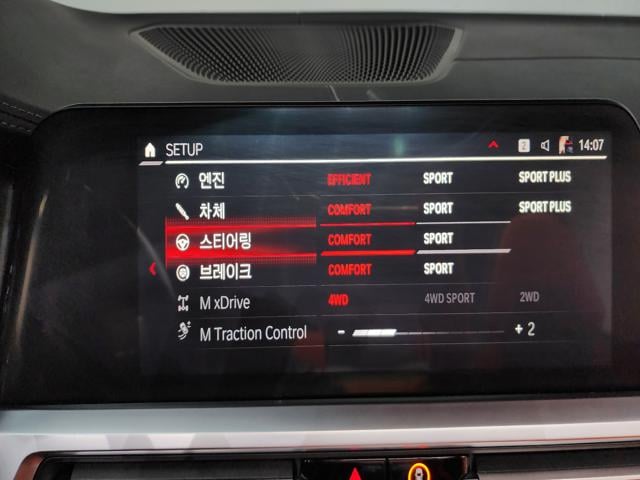 SETUP 2 14:07
엔진 EFFICIENT SPORT SPORT PLUS
차체 COMFORT SPORT SPORT PLUS
스티어링 COMFORT SPORT
브레이크 COMFORT SPORT
M xDrive 4WD 4WD SPORT 2WD
M Traction Control - + 2